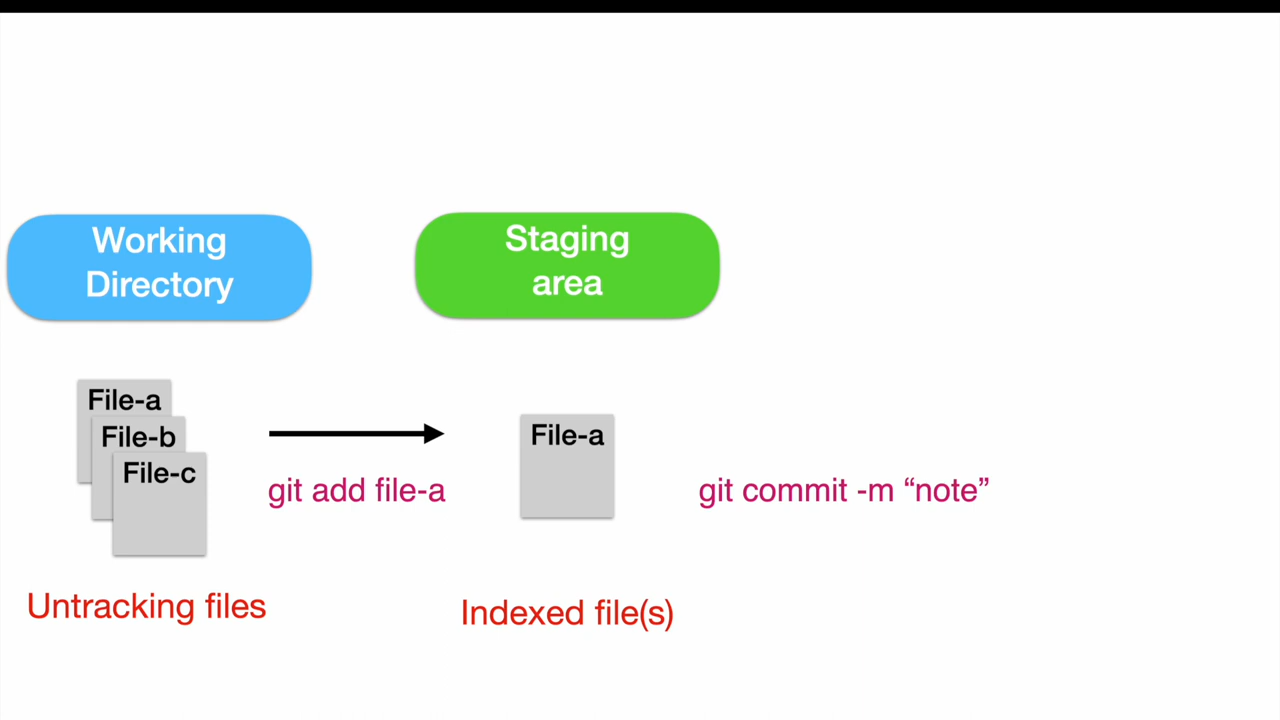 Working
Directory
Staging
area
File-a
File-b
File-c
git add file-a
File-a
git commit -m “note”
Untracking files
Indexed file(s)